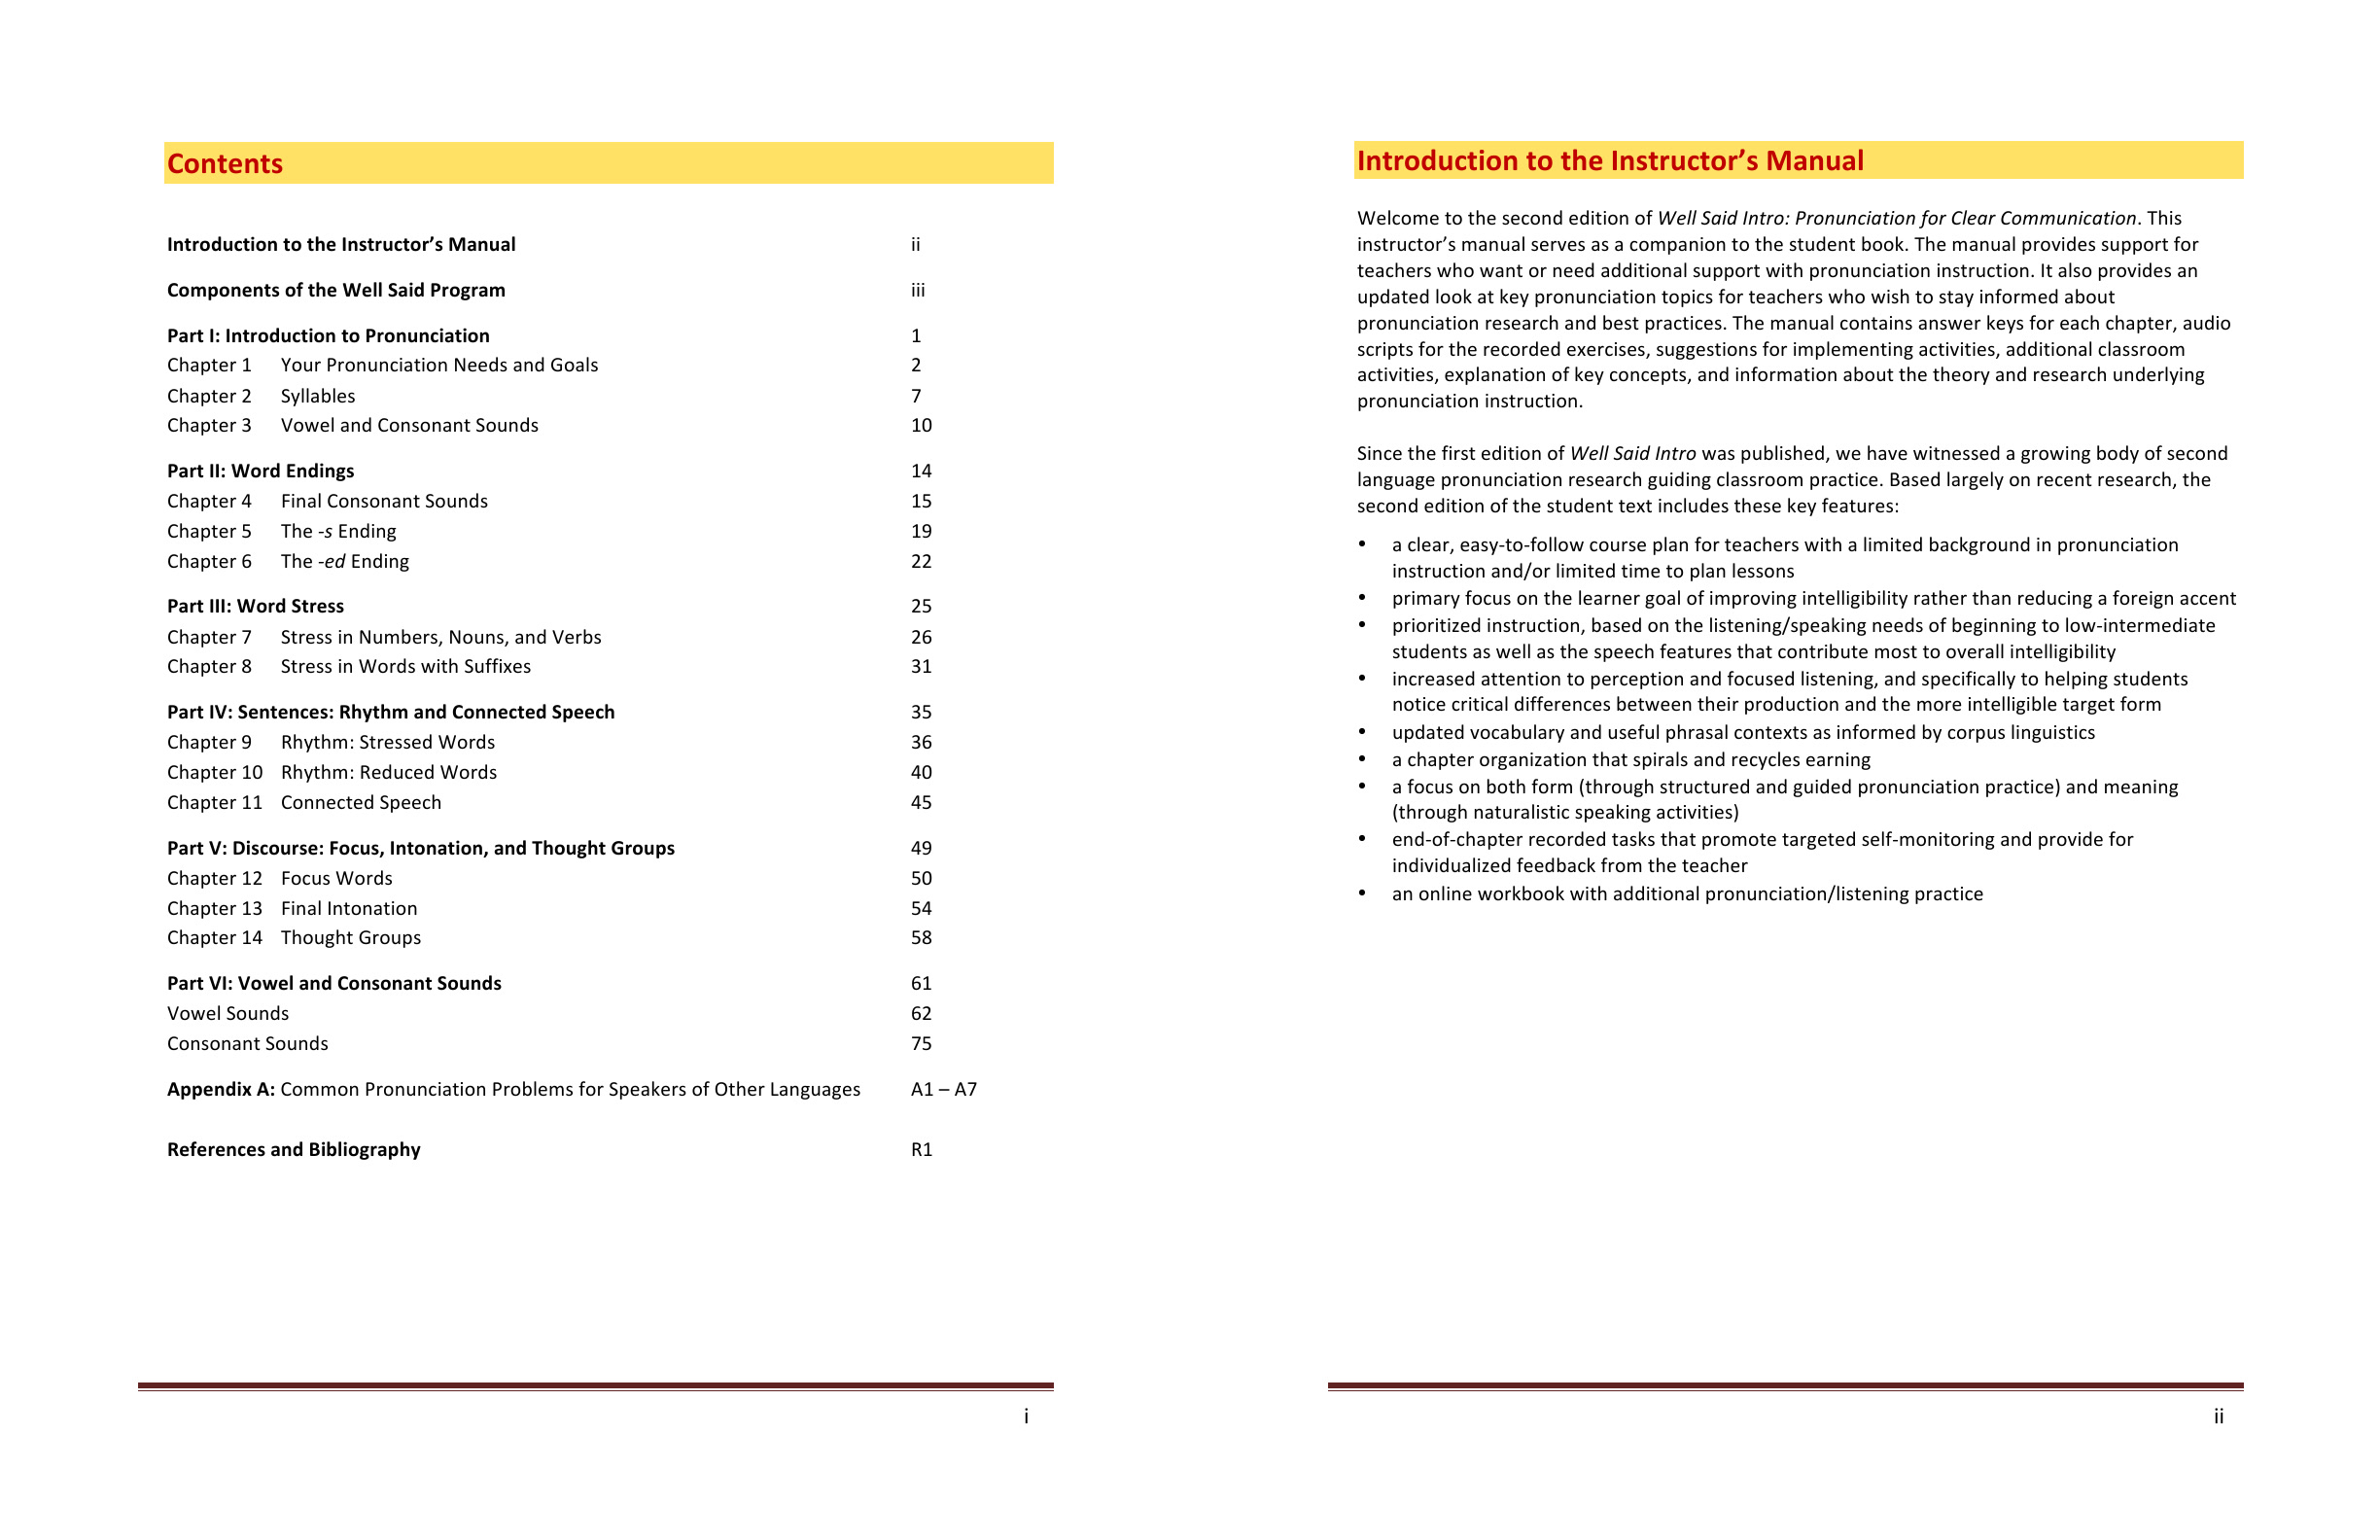 Contents
Introduction to the Instructor’s Manual ii
Components of the Well Said Program iii
Part I: Introduction to Pronunciation 1
Chapter 1 Your Pronunciation Needs and Goals 2
Chapter 2 Syllables 7
Chapter 3 Vowel and Consonant Sounds 10
Part II: Word Endings 14
Chapter 4 Final Consonant Sounds 15
Chapter 5 The -s Ending 19
Chapter 6 The -ed Ending 22
Part III: Word Stress 25
Chapter 7 Stress in Numbers, Nouns, and Verbs 26
Chapter 8 Stress in Words with Suffixes 31
Part IV: Sentences: Rhythm and Connected Speech 35
Chapter 9 Rhythm: Stressed Words 36
Chapter 10 Rhythm: Reduced Words 40
Chapter 11 Connected Speech 45
Part V: Discourse: Focus, Intonation, and Thought Groups 49
Chapter 12 Focus Words 50
Chapter 13 Final Intonation 54
Chapter 14 Thought Groups 58
Part VI: Vowel and Consonant Sounds 61
Vowel Sounds 62
Consonant Sounds 75
Appendix A: Common Pronunciation Problems for Speakers of Other Languages A1 – A7
References and Bibliography R1
i
Introduction to the Instructor’s Manual
Welcome to the second edition of Well Said Intro: Pronunciation for Clear Communication. This
instructor’s manual serves as a companion to the student book. The manual provides support for
teachers who want or need additional support with pronunciation instruction. It also provides an
updated look at key pronunciation topics for teachers who wish to stay informed about
pronunciation research and best practices. The manual contains answer keys for each chapter, audio
scripts for the recorded exercises, suggestions for implementing activities, additional classroom
activities, explanation of key concepts, and information about the theory and research underlying
pronunciation instruction.
Since the first edition of Well Said Intro was published, we have witnessed a growing body of second
language pronunciation research guiding classroom practice. Based largely on recent research, the
second edition of the student text includes these key features:
• a clear, easy-to-follow course plan for teachers with a limited background in pronunciation
instruction and/or limited time to plan lessons
• primary focus on the learner goal of improving intelligibility rather than reducing a foreign accent
• prioritized instruction, based on the listening/speaking needs of beginning to low-intermediate
students as well as the speech features that contribute most to overall intelligibility
• increased attention to perception and focused listening, and specifically to helping students
notice critical differences between their production and the more intelligible target form
• updated vocabulary and useful phrasal contexts as informed by corpus linguistics
• a chapter organization that spirals and recycles earning
• a focus on both form (through structured and guided pronunciation practice) and meaning
(through naturalistic speaking activities)
• end-of-chapter recorded tasks that promote targeted self-monitoring and provide for
individualized feedback from the teacher
• an online workbook with additional pronunciation/listening practice
ii